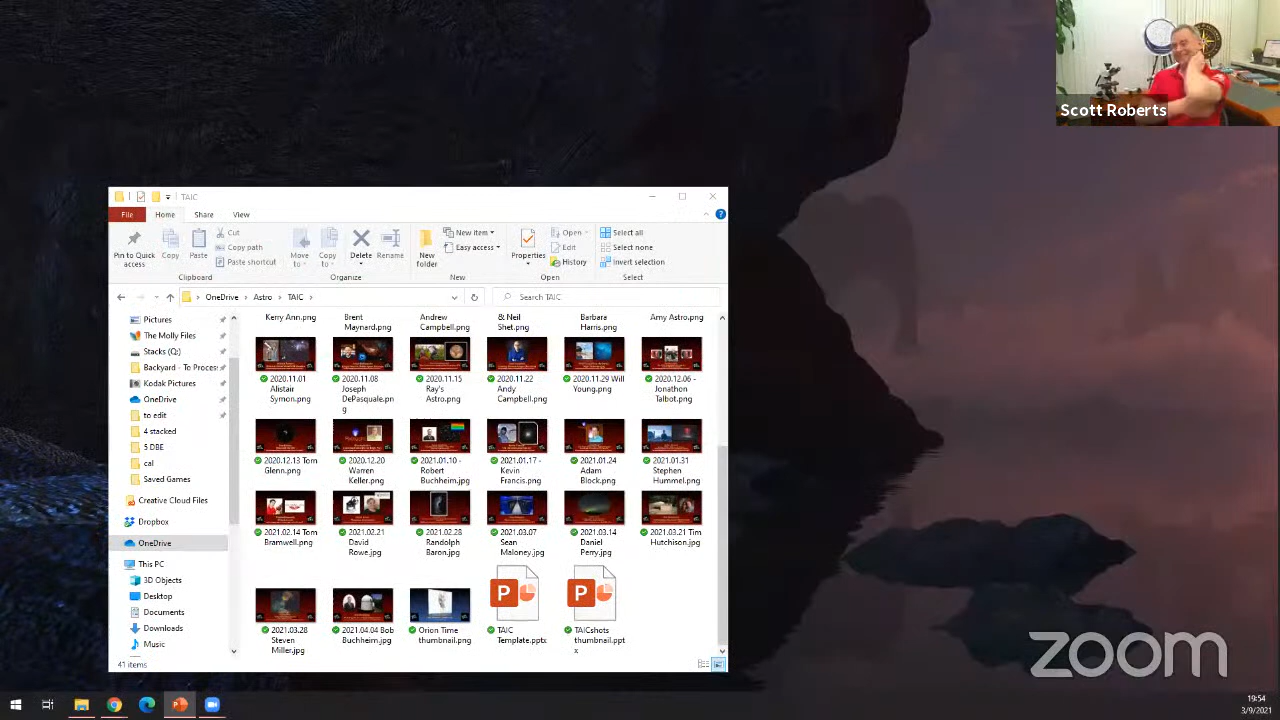 Scott Roberts
TAIC
File Home Share View
Pin to Quick access
Copy
Paste
Cut
Copy path
Paste shortcut
Clipboard
Move to
Copy to
Delete
Rename
Organize
New folder
New item
Easy access
New
Properties
Open
Edit
History
Open
Select all
Select none
Invert selection
Select
OneDrive > Astro > TAIC >
Search TAIC
Pictures
The Molly Files
Stacks (Q:)
Backyard - To Proces
Kodak Pictures
OneDrive
to edit
4 stacked
5.DBE
cal
Saved Games
Creative Cloud Files
Dropbox
OneDrive
This PC
3D Objects
Desktop
Documents
Downloads
Music
Kerry Ann.png
Brent
Maynard.png
Andrew
Campbell.png
& Neil
Shet.png
Barbara
Harris.png
Amy Astro.png
2020.11.01
Alistair
Symon.png
2020.11.08
Joseph
DePasquale.pn
g
2020.11.15
Ray's
Astro.png
2020.11.22
Andy
Campbell.png
2020.11.29 Will
Young.png
2020.12.06 -
Jonathon
Talbot.png
2020.12.13 Tom
Glenn.png
2020.12.20
Warren
Keller.png
2021.01.10 -
Robert
Buchheim.jpg
2021.01.17 -
Kevin
Francis.png
2021.01.24
Adam
Block.png
2021.01.31
Stephen
Hummel.png
2021.02.14 Tom
Bramwell.png
2021.02.21
David
Rowe.jpg
2021.02.28
Randolph
Baron.jpg
2021.03.07
Sean
Maloney.jpg
2021.03.14
Daniel
Perry.jpg
2021.03.21 Tim
Hutchison.jpg
2021.03.28
Steven
Miller.jpg
2021.04.04 Bob
Buchheim.jpg
Orion Time
thumbnail.png
TAIC
Template.pptx
TAICshots
thumbnail.ppt
x
41 items
zoom
19:54
3/9/2021